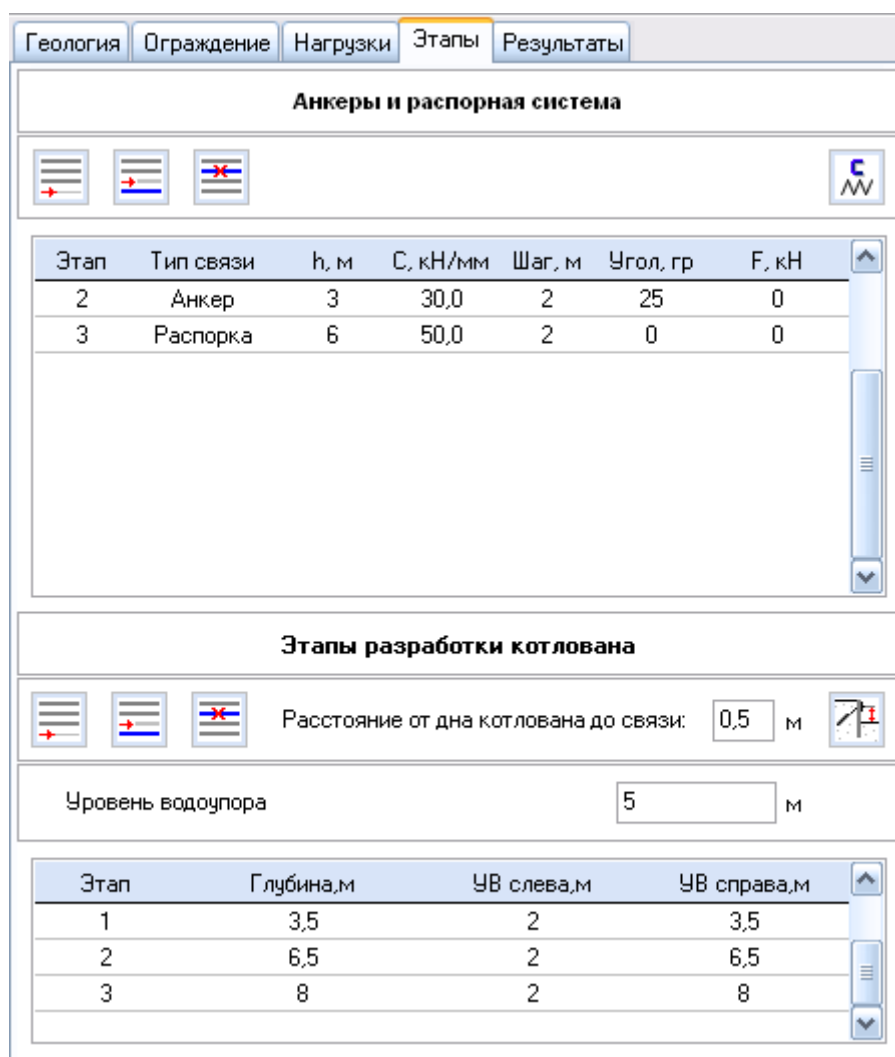 Геология Ограждение Нагрузки Этапы Результаты
Анкеры и распорная система
C
Этап Тип связи h, м C, кН/мм Шаг, м Угол, гр F, кН
2 Анкер 3 30,0 2 25 0
3 Распорка 6 50,0 2 0 0
Этапы разработки котлована
Расстояние от дна котлована до связи: 0,5 м
Уровень водоупора 5 м
Этап Глубина,м УВ слева,м УВ справа,м
1 3,5 2 3,5
2 6,5 2 6,5
3 8 2 8